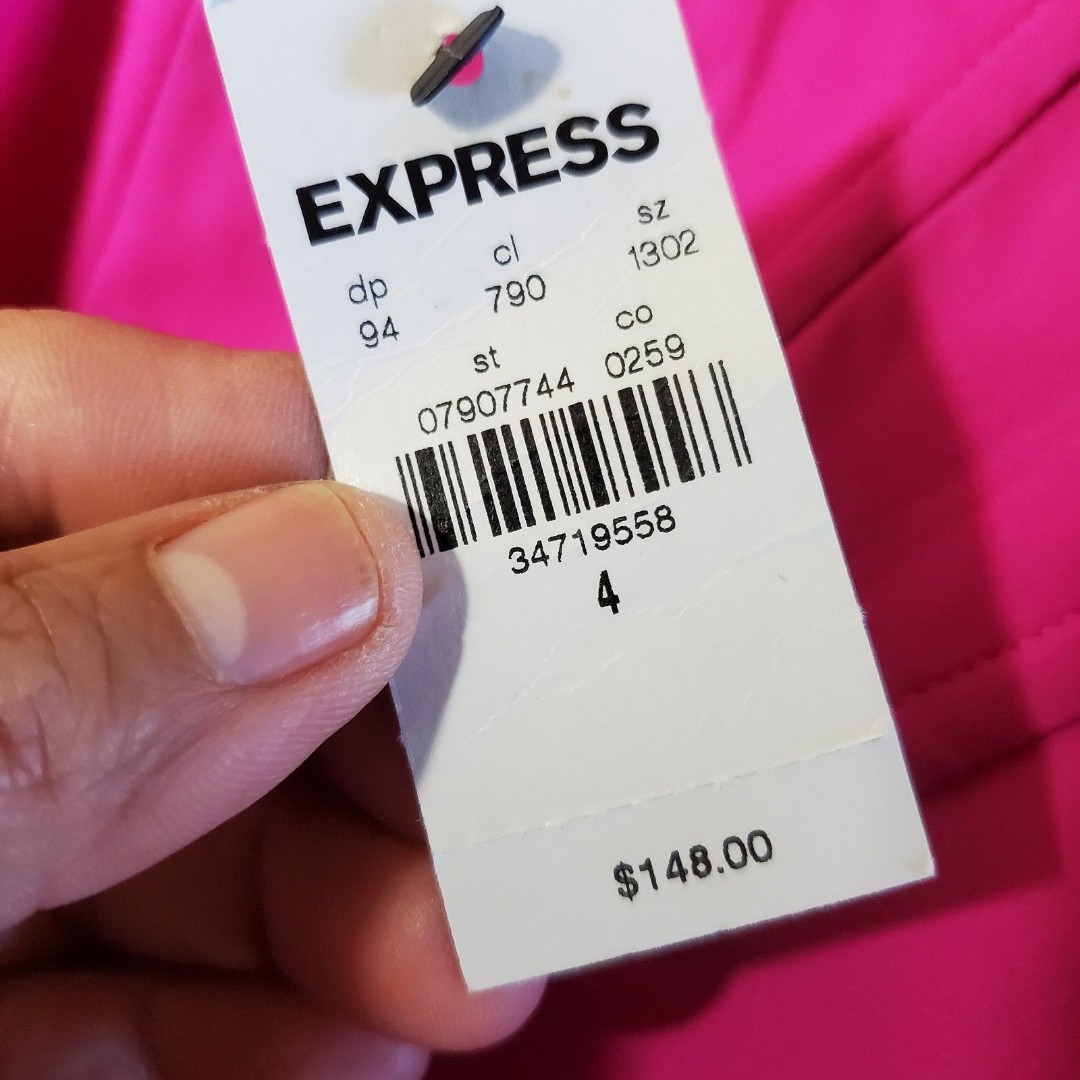 EXPRESS
dp cl sz
94 790 1302
st co
07907744 0259
34719558
4
$148.00